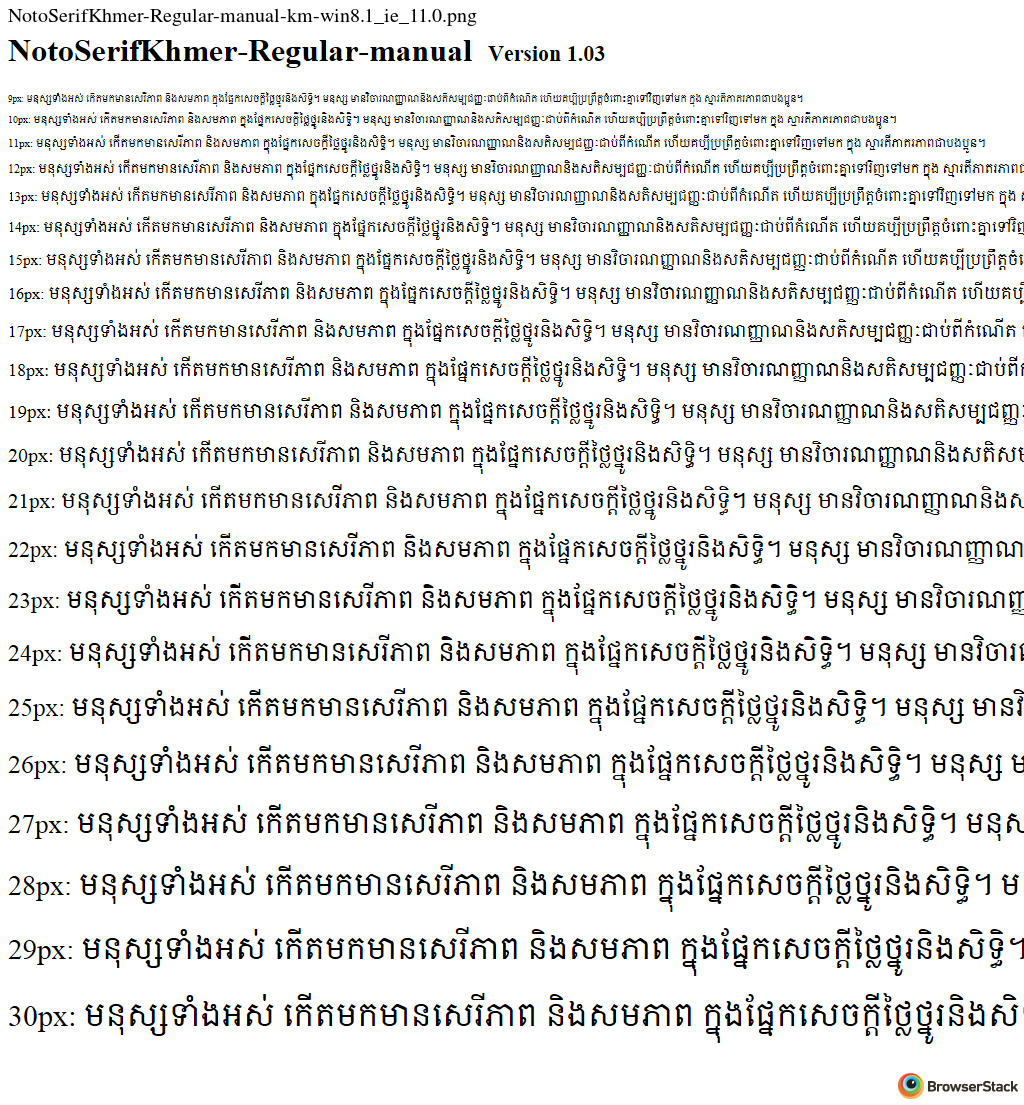 NotoSerifKhmer-Regular-manual-km-win8.1_ie_11.0.png
NotoSerifKhmer-Regular-manual Version 1.03
9px: មនុស្សទាំងអស់ កើតមកមានសេរីភាព និងសមភាព ក្នុងផ្នែកសេចក្ដីថ្លៃថ្នូរនិងសិទ្ធិ។ មនុស្ស មានវិចារណញ្ញាណនិងសតិសម្បជញ្ញៈជាប់ពីកំណើត ហើយគប្បីប្រព្រឹត្ដចំពោះគ្នាទៅវិញទៅមក ក្នុង ស្មារតីភាតរភាពជាបងប្អូន។
10px: មនុស្សទាំងអស់ កើតមកមានសេរីភាព និងសមភាព ក្នុងផ្នែកសេចក្ដីថ្លៃថ្នូរនិងសិទ្ធិ។ មនុស្ស មានវិចារណញ្ញាណនិងសតិសម្បជញ្ញៈជាប់ពីកំណើត ហើយគប្បីប្រព្រឹត្ដចំពោះគ្នាទៅវិញទៅមក ក្នុង ស្មារតីភាតរភាពជាបងប្អូន។
11px: មនុស្សទាំងអស់ កើតមកមានសេរីភាព និងសមភាព ក្នុងផ្នែកសេចក្ដីថ្លៃថ្នូរនិងសិទ្ធិ។ មនុស្ស មានវិចារណញ្ញាណនិងសតិសម្បជញ្ញៈជាប់ពីកំណើត ហើយគប្បីប្រព្រឹត្ដចំពោះគ្នាទៅវិញទៅមក ក្នុង ស្មារតីភាតរភាពជាបងប្អូន។
12px: មនុស្សទាំងអស់ កើតមកមានសេរីភាព និងសមភាព ក្នុងផ្នែកសេចក្ដីថ្លៃថ្នូរនិងសិទ្ធិ។ មនុស្ស មានវិចារណញ្ញាណនិងសតិសម្បជញ្ញៈជាប់ពីកំណើត ហើយគប្បីប្រព្រឹត្ដចំពោះគ្នាទៅវិញទៅមក ក្នុង ស្មារតីភាតរភាពជា
13px: មនុស្សទាំងអស់ កើតមកមានសេរីភាព និងសមភាព ក្នុងផ្នែកសេចក្ដីថ្លៃថ្នូរនិងសិទ្ធិ។ មនុស្ស មានវិចារណញ្ញាណនិងសតិសម្បជញ្ញៈជាប់ពីកំណើត ហើយគប្បីប្រព្រឹត្ដចំពោះគ្នាទៅវិញទៅមក ក្នុង
14px: មនុស្សទាំងអស់ កើតមកមានសេរីភាព និងសមភាព ក្នុងផ្នែកសេចក្ដីថ្លៃថ្នូរនិងសិទ្ធិ។ មនុស្ស មានវិចារណញ្ញាណនិងសតិសម្បជញ្ញៈជាប់ពីកំណើត ហើយគប្បីប្រព្រឹត្ដចំពោះគ្នាទៅវិញ
15px: មនុស្សទាំងអស់ កើតមកមានសេរីភាព និងសមភាព ក្នុងផ្នែកសេចក្ដីថ្លៃថ្នូរនិងសិទ្ធិ។ មនុស្ស មានវិចារណញ្ញាណនិងសតិសម្បជញ្ញៈជាប់ពីកំណើត ហើយគប្បីប្រព្រឹត្ដចំ
16px: មនុស្សទាំងអស់ កើតមកមានសេរីភាព និងសមភាព ក្នុងផ្នែកសេចក្ដីថ្លៃថ្នូរនិងសិទ្ធិ។ មនុស្ស មានវិចារណញ្ញាណនិងសតិសម្បជញ្ញៈជាប់ពីកំណើត ហើយគប្បី
17px: មនុស្សទាំងអស់ កើតមកមានសេរីភាព និងសមភាព ក្នុងផ្នែកសេចក្ដីថ្លៃថ្នូរនិងសិទ្ធិ។ មនុស្ស មានវិចារណញ្ញាណនិងសតិសម្បជញ្ញៈជាប់ពីកំណើត
18px: មនុស្សទាំងអស់ កើតមកមានសេរីភាព និងសមភាព ក្នុងផ្នែកសេចក្ដីថ្លៃថ្នូរនិងសិទ្ធិ។ មនុស្ស មានវិចារណញ្ញាណនិងសតិសម្បជញ្ញៈជាប់ពី
19px: មនុស្សទាំងអស់ កើតមកមានសេរីភាព និងសមភាព ក្នុងផ្នែកសេចក្ដីថ្លៃថ្នូរនិងសិទ្ធិ។ មនុស្ស មានវិចារណញ្ញាណនិងសតិសម្បជញ្ញៈ
20px: មនុស្សទាំងអស់ កើតមកមានសេរីភាព និងសមភាព ក្នុងផ្នែកសេចក្ដីថ្លៃថ្នូរនិងសិទ្ធិ។ មនុស្ស មានវិចារណញ្ញាណនិងសតិសម
21px: មនុស្សទាំងអស់ កើតមកមានសេរីភាព និងសមភាព ក្នុងផ្នែកសេចក្ដីថ្លៃថ្នូរនិងសិទ្ធិ។ មនុស្ស មានវិចារណញ្ញាណនិងស
22px: មនុស្សទាំងអស់ កើតមកមានសេរីភាព និងសមភាព ក្នុងផ្នែកសេចក្ដីថ្លៃថ្នូរនិងសិទ្ធិ។ មនុស្ស មានវិចារណញ្ញាណ
23px: មនុស្សទាំងអស់ កើតមកមានសេរីភាព និងសមភាព ក្នុងផ្នែកសេចក្ដីថ្លៃថ្នូរនិងសិទ្ធិ។ មនុស្ស មានវិចារណញ្ញ
24px: មនុស្សទាំងអស់ កើតមកមានសេរីភាព និងសមភាព ក្នុងផ្នែកសេចក្ដីថ្លៃថ្នូរនិងសិទ្ធិ។ មនុស្ស មានវិចារ
25px: មនុស្សទាំងអស់ កើតមកមានសេរីភាព និងសមភាព ក្នុងផ្នែកសេចក្ដីថ្លៃថ្នូរនិងសិទ្ធិ។ មនុស្ស មានវិ
26px: មនុស្សទាំងអស់ កើតមកមានសេរីភាព និងសមភាព ក្នុងផ្នែកសេចក្ដីថ្លៃថ្នូរនិងសិទ្ធិ។ មនុស្ស ម
27px: មនុស្សទាំងអស់ កើតមកមានសេរីភាព និងសមភាព ក្នុងផ្នែកសេចក្ដីថ្លៃថ្នូរនិងសិទ្ធិ។ មនុស
28px: មនុស្សទាំងអស់ កើតមកមានសេរីភាព និងសមភាព ក្នុងផ្នែកសេចក្ដីថ្លៃថ្នូរនិងសិទ្ធិ។ ម
29px: មនុស្សទាំងអស់ កើតមកមានសេរីភាព និងសមភាព ក្នុងផ្នែកសេចក្ដីថ្លៃថ្នូរនិងសិទ្ធិ។
30px: មនុស្សទាំងអស់ កើតមកមានសេរីភាព និងសមភាព ក្នុងផ្នែកសេចក្ដីថ្លៃថ្នូរនិងសិ
BrowserStack